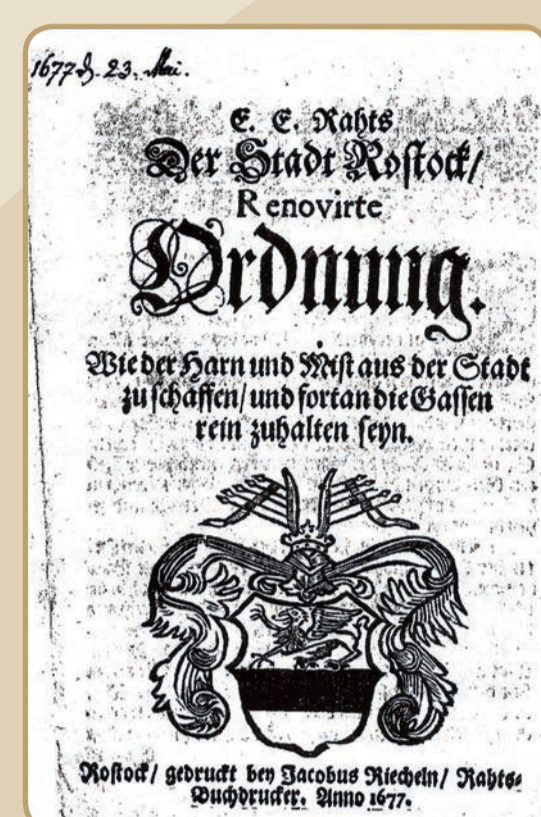 1677 d. 23. Mai.
E. E. Rahts
Der Stadt Rostock/
Renovirte
Ordnung.
Wie der Harn und Mist aus der Stadt
zu schaffen/ und fortan die Gassen
rein zuhalten seyn.
Rostock/ gedruckt bey Jacobus Riecheln/ Rahts-
Buchdrucker. Anno 1677.